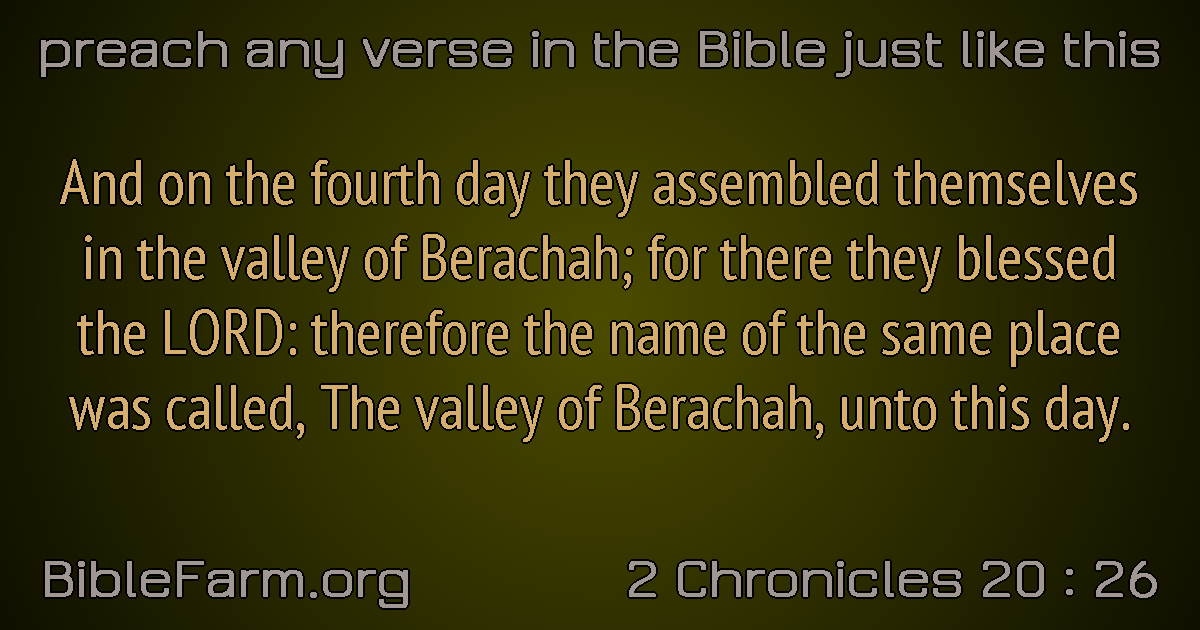 preach any verse in the Bible just like this
And on the fourth day they assembled themselves
in the valley of Berachah; for there they blessed
the LORD: therefore the name of the same place
was called, The valley of Berachah, unto this day.
BibleFarm.org
2 Chronicles 20 : 26